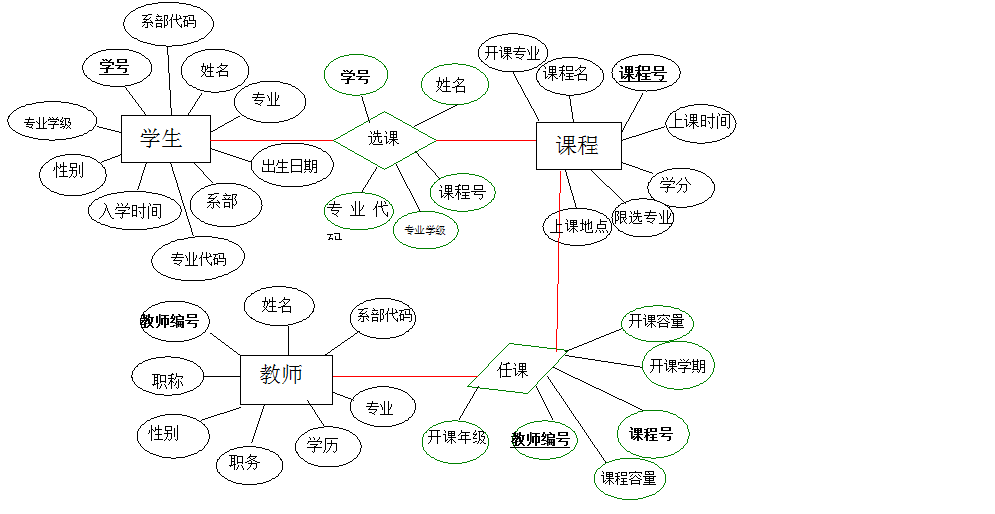 系部代码
学号
姓名
专业
专业学级
学生
性别
出生日期
入学时间
系部
专业代码
学号
姓名
选课
课程号
专 业 代
码
专业学级
开课专业
课程名
课程号
上课时间
课程
学分
限选专业
上课地点
教师编号
姓名
系部代码
职称
教师
专业
性别
职务
学历
任课
开课容量
开课学期
开课年级
教师编号
课程号
课程容量